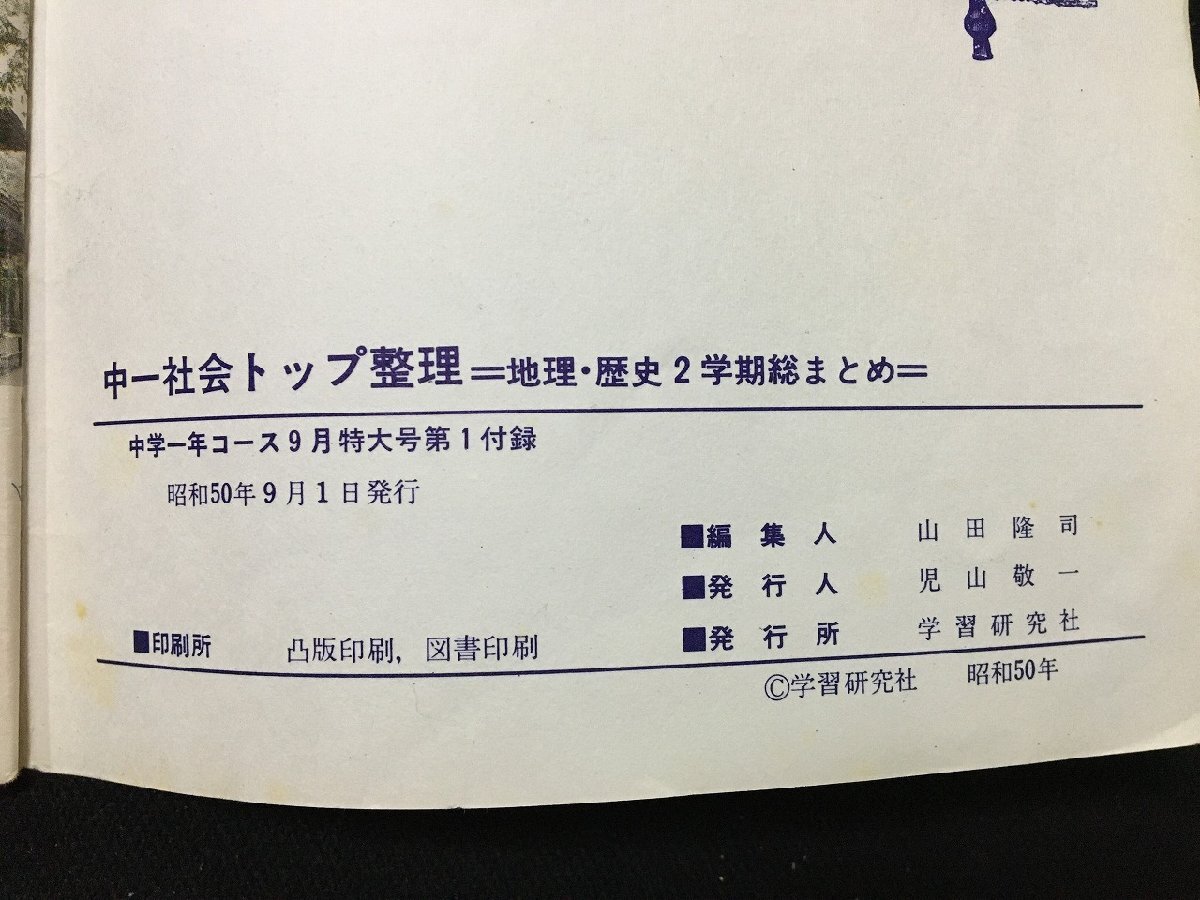 中一社会トップ整理＝地理・歴史２学期総まとめ＝
中学一年コース９月特大号第１付録
昭和50年９月１日発行
■編集人 山田隆司
■発行人 児山敬一
■発行所 学習研究社
■印刷所 凸版印刷，図書印刷
©学習研究社 昭和50年